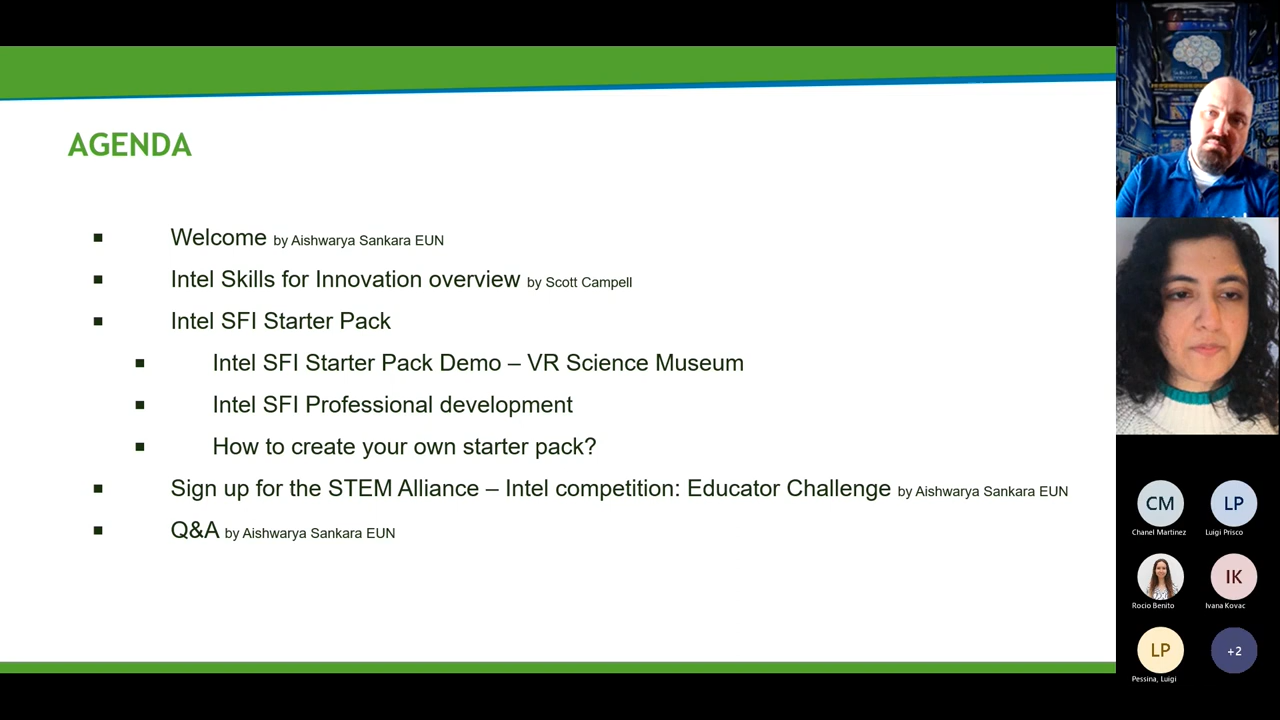 AGENDA
■ Welcome by Aishwarya Sankara EUN
■ Intel Skills for Innovation overview by Scott Campell
■ Intel SFI Starter Pack
■ Intel SFI Starter Pack Demo – VR Science Museum
■ Intel SFI Professional development
■ How to create your own starter pack?
■ Sign up for the STEM Alliance – Intel competition: Educator Challenge by Aishwarya Sankara EUN
■ Q&A by Aishwarya Sankara EUN
CM
Chanel Martinez
LP
Luigi Prisco
Rocio Benito
IK
Ivana Kovac
LP
Pessina, Luigi
+2